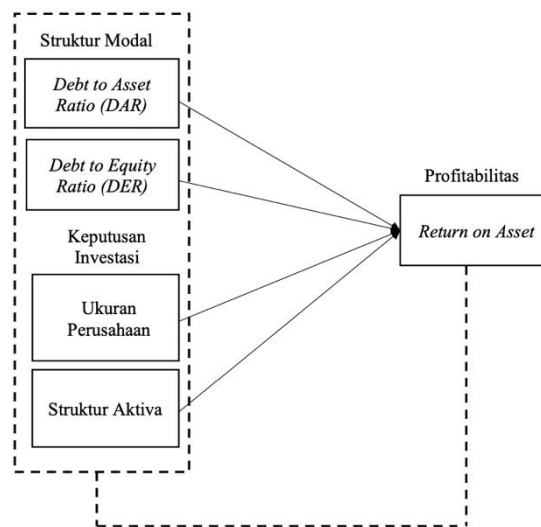 Struktur Modal
Debt to Asset
Ratio (DAR)
Debt to Equity
Ratio (DER)
Keputusan
Investasi
Ukuran
Perusahaan
Struktur Aktiva
Profitabilitas
Return on Asset